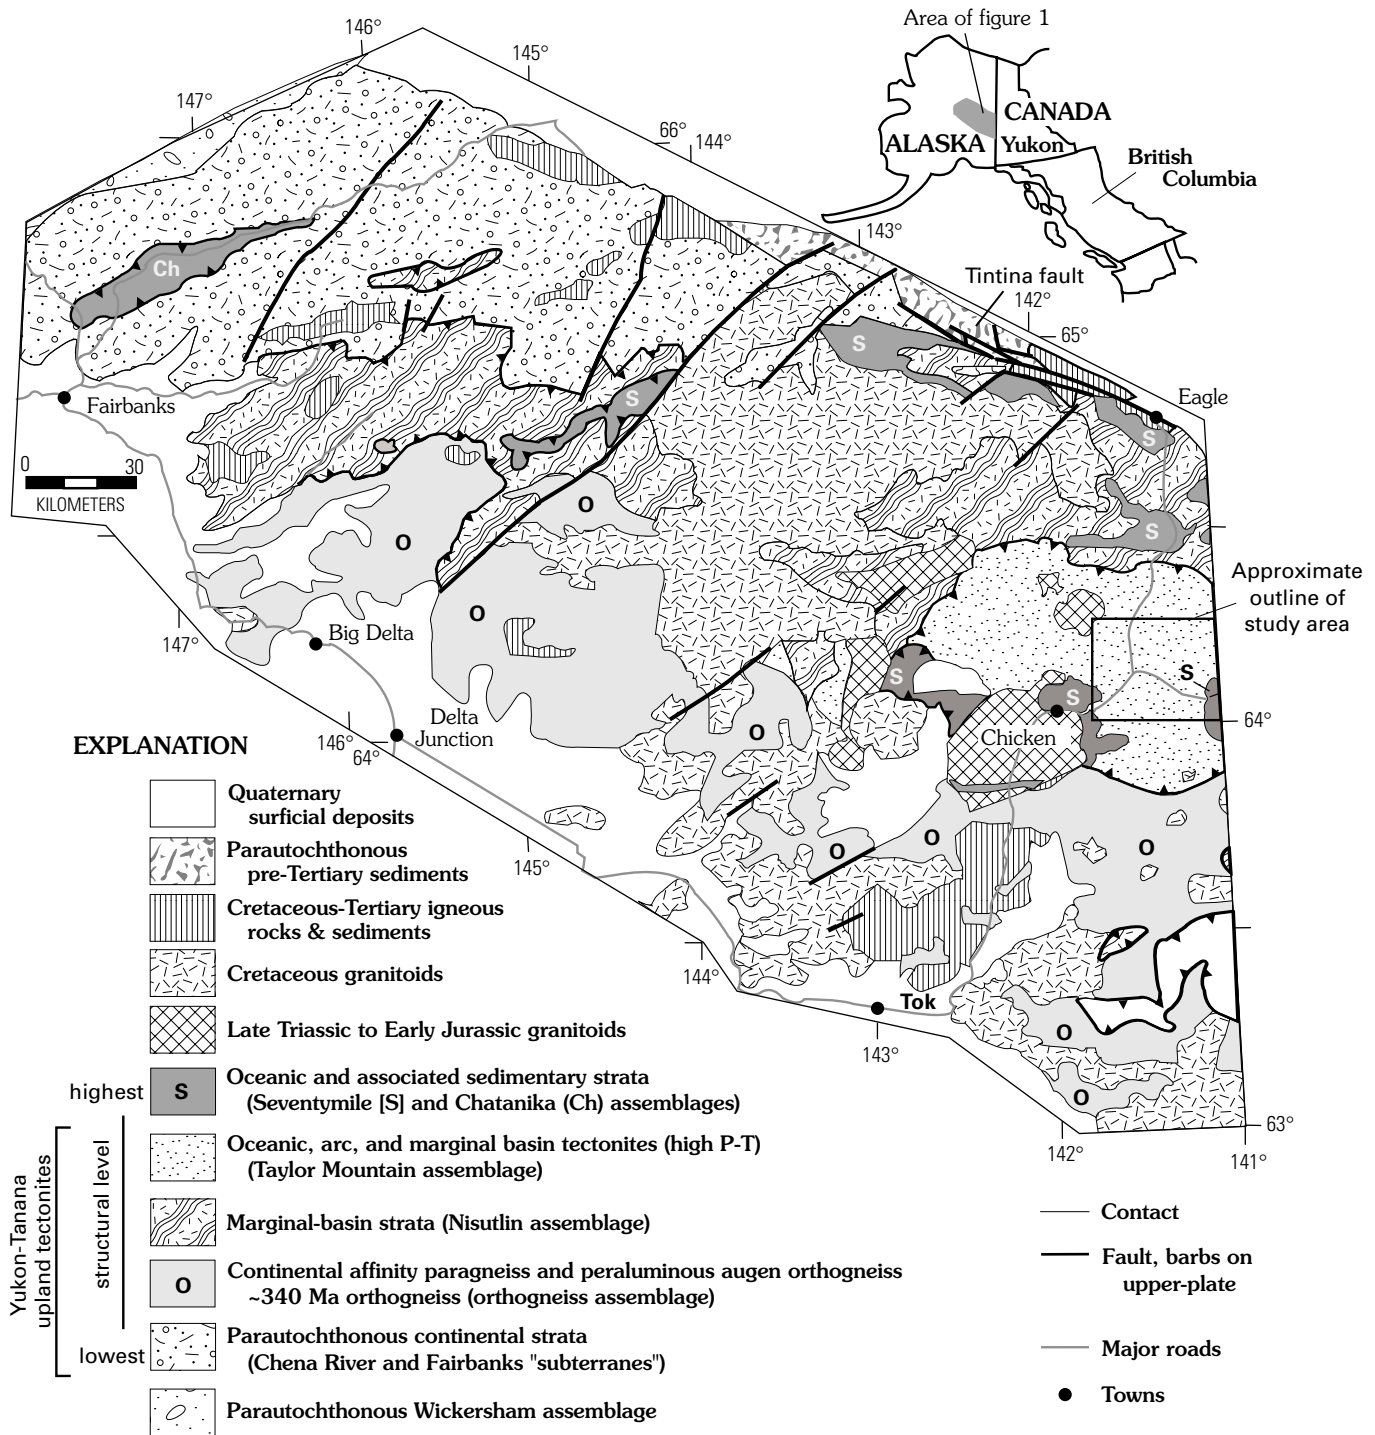 Area of figure 1
146°
145°
147°
66°
144°
CANADA
ALASKA
Yukon
British
Columbia
143°
Tintina fault
142°
65°
Ch
S
S
Eagle
S
Fairbanks
0
30
KILOMETERS
O
O
S
O
Approximate
outline of
study area
147°
Big Delta
S
S
S
Delta
Junction
146°
64°
O
Chicken
64°
O
O
O
145°
144°
Tok
143°
O
O
142°
63°
141°
EXPLANATION
Quaternary
surficial deposits
Parautochthonous
pre-Tertiary sediments
Cretaceous-Tertiary igneous
rocks & sediments
Cretaceous granitoids
Late Triassic to Early Jurassic granitoids
highest
S
Oceanic and associated sedimentary strata
(Seventymile [S] and Chatanika (Ch) assemblages)
Oceanic, arc, and marginal basin tectonites (high P-T)
(Taylor Mountain assemblage)
Marginal-basin strata (Nisutlin assemblage)
O
Continental affinity paragneiss and peraluminous augen orthogneiss
~340 Ma orthogneiss (orthogneiss assemblage)
lowest
Parautochthonous continental strata
(Chena River and Fairbanks "subterranes")
Parautochthonous Wickersham assemblage
structural level
Yukon-Tanana
upland tectonites
Contact
Fault, barbs on
upper-plate
Major roads
Towns